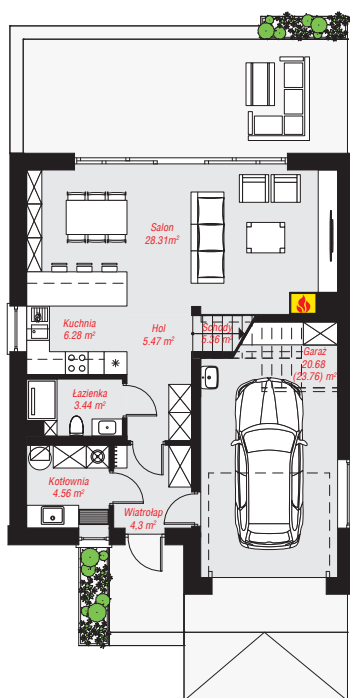 Salon
28.31m²
Kuchnia
6.28 m²
Hol
5.47 m²
Schody
5.36 m²
Garaż
20.68
(23.76) m²
Łazienka
3.44 m²
Kotłownia
4.56 m²
Wiatrołap
4,3 m²